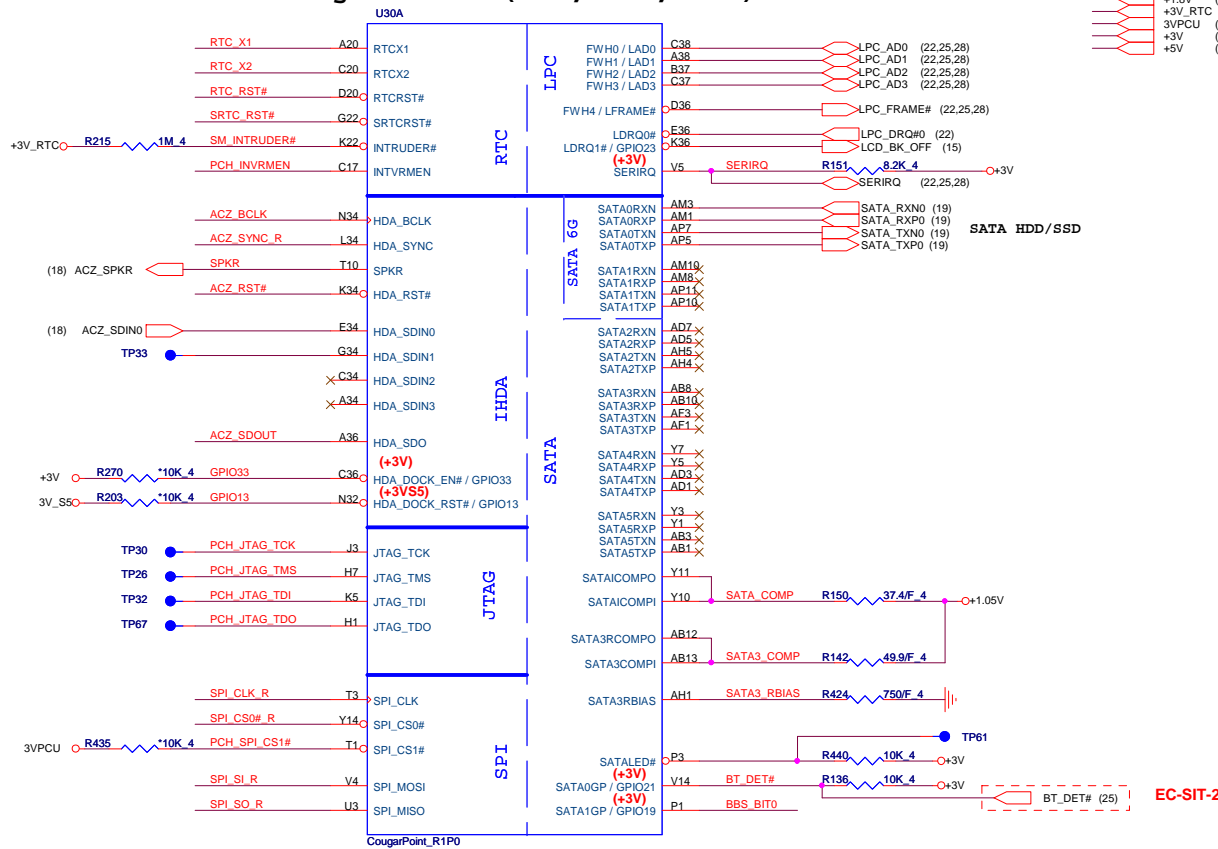 U30A
+3V_RTC (
3VPCU (
+3V (
+5V (
RTC_X1 A20 RTCX1
RTC_X2 C20 RTCX2
RTC_RST# D20 RTCRST#
SRTC_RST# G22 SRTCRST#
+3V_RTC R215 1M_4 SM_INTRUDER# K22 INTRUDER#
PCH_INVRMEN C17 INTVRMEN
RTC
LPC
FWH0 / LAD0 C38 LPC_AD0 (22,25,28)
FWH1 / LAD1 A38 LPC_AD1 (22,25,28)
FWH2 / LAD2 B37 LPC_AD2 (22,25,28)
FWH3 / LAD3 C37 LPC_AD3 (22,25,28)
FWH4 / LFRAME# D36 LPC_FRAME# (22,25,28)
LDRQ0# E36 LPC_DRQ#0 (22)
LDRQ1# / GPIO23 K36 LCD_BK_OFF (15)
(+3V)
SERIRQ V5 SERIRQ R151 8.2K_4 +3V
SERIRQ (22,25,28)
ACZ_BCLK N34 HDA_BCLK
ACZ_SYNC_R L34 HDA_SYNC
(18) ACZ_SPKR SPKR T10 SPKR
ACZ_RST# K34 HDA_RST#
(18) ACZ_SDIN0 E34 HDA_SDIN0
TP33 G34 HDA_SDIN1
C34 HDA_SDIN2
A34 HDA_SDIN3
ACZ_SDOUT A36 HDA_SDO
(+3V)
+3V R270 *10K_4 GPIO33 C36 HDA_DOCK_EN# / GPIO33
(+3VS5)
3V_S5 R203 *10K_4 GPIO13 N32 HDA_DOCK_RST# / GPIO13
IHDA
SATA 6G
SATA
SATA0RXN AM3 SATA_RXN0 (19)
SATA0RXP AM1 SATA_RXP0 (19)
SATA0TXN AP7 SATA_TXN0 (19)
SATA0TXP AP5 SATA_TXP0 (19)
SATA HDD/SSD
SATA1RXN AM10
SATA1RXP AM8
SATA1TXN AP11
SATA1TXP AP10
SATA2RXN AD7
SATA2RXP AD5
SATA2TXN AH5
SATA2TXP AH4
SATA3RXN AB8
SATA3RXP AB10
SATA3TXN AF3
SATA3TXP AF1
SATA4RXN Y7
SATA4RXP Y5
SATA4TXN AD3
SATA4TXP AD1
SATA5RXN Y3
SATA5RXP Y1
SATA5TXN AB3
SATA5TXP AB1
TP30 PCH_JTAG_TCK J3 JTAG_TCK
TP26 PCH_JTAG_TMS H7 JTAG_TMS
TP32 PCH_JTAG_TDI K5 JTAG_TDI
TP67 PCH_JTAG_TDO H1 JTAG_TDO
JTAG
SATAICOMPO Y11
SATAICOMPI Y10 SATA_COMP R150 37.4/F_4 +1.05V
SATA3RCOMPO AB12
SATA3COMPI AB13 SATA3_COMP R142 49.9/F_4
SATA3RBIAS AH1 SATA3_RBIAS R424 750/F_4
SPI_CLK_R T3 SPI_CLK
SPI_CS0#_R Y14 SPI_CS0#
3VPCU R435 *10K_4 PCH_SPI_CS1# T1 SPI_CS1#
SPI_SI_R V4 SPI_MOSI
SPI_SO_R U3 SPI_MISO
SPI
TP61
SATALED# P3 R440 10K_4 +3V
(+3V)
SATA0GP / GPIO21 V14 BT_DET# R136 10K_4 +3V
(+3V)
SATA1GP / GPIO19 P1 BBS_BIT0
BT_DET# (25) EC-SIT-2
CougarPoint_R1P0